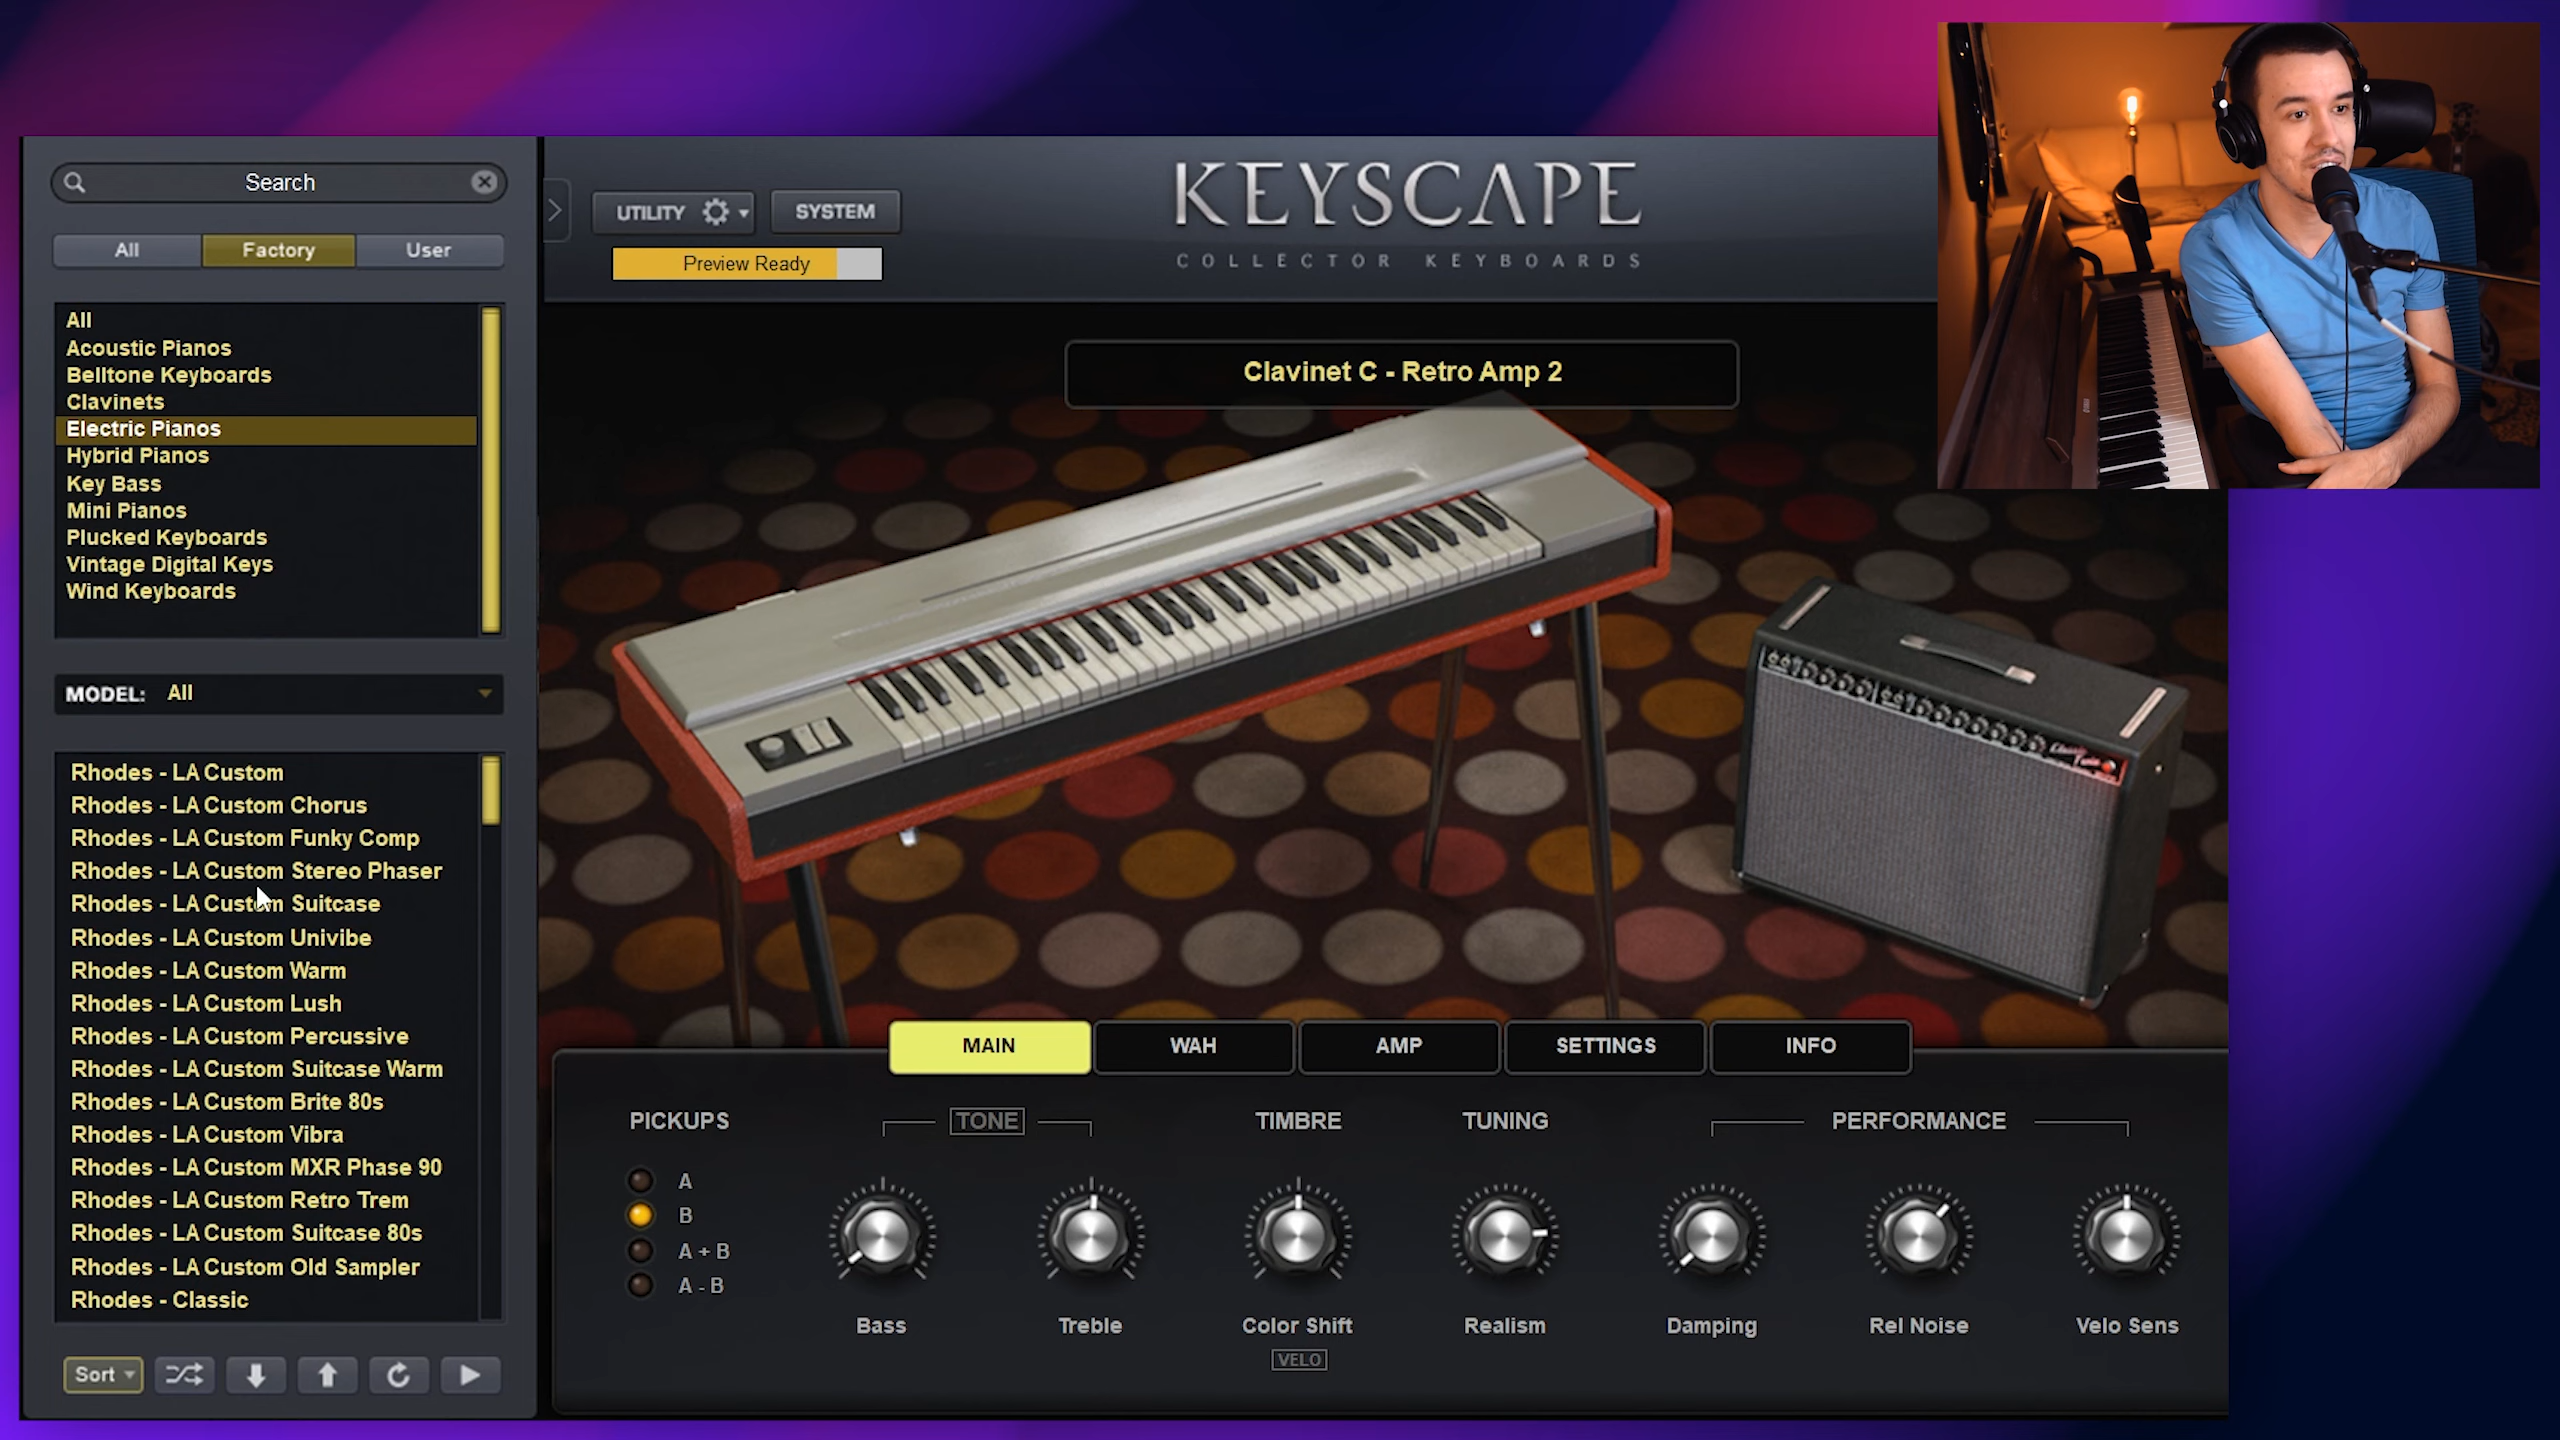 Search
All Factory User
All
Acoustic Pianos
Belltone Keyboards
Clavinets
Electric Pianos
Hybrid Pianos
Key Bass
Mini Pianos
Plucked Keyboards
Vintage Digital Keys
Wind Keyboards
MODEL: All
Rhodes - LA Custom
Rhodes - LA Custom Chorus
Rhodes - LA Custom Funky Comp
Rhodes - LA Custom Stereo Phaser
Rhodes - LA Custom Suitcase
Rhodes - LA Custom Univibe
Rhodes - LA Custom Warm
Rhodes - LA Custom Lush
Rhodes - LA Custom Percussive
Rhodes - LA Custom Suitcase Warm
Rhodes - LA Custom Brite 80s
Rhodes - LA Custom Vibra
Rhodes - LA Custom MXR Phase 90
Rhodes - LA Custom Retro Trem
Rhodes - LA Custom Suitcase 80s
Rhodes - LA Custom Old Sampler
Rhodes - Classic
Sort
UTILITY SYSTEM
Preview Ready
KEYSCAPE
COLLECTOR KEYBOARDS
Clavinet C - Retro Amp 2
Classic
Twin
MAIN WAH AMP SETTINGS INFO
PICKUPS TONE TIMBRE TUNING PERFORMANCE
A
B
A + B
A - B
Bass Treble Color Shift Realism Damping Rel Noise Velo Sens
VELO